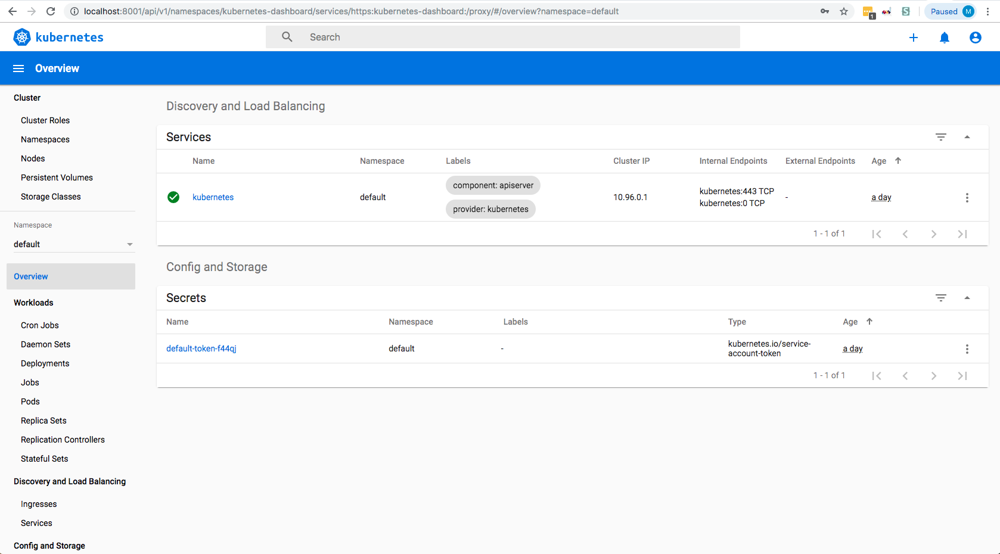 localhost:8001/api/v1/namespaces/kubernetes-dashboard/services/https:kubernetes-dashboard:/proxy/#/overview?namespace=default
1
S
Paused M
kubernetes
Search
Overview
Cluster
Cluster Roles
Namespaces
Nodes
Persistent Volumes
Storage Classes
Namespace
default
Overview
Workloads
Cron Jobs
Daemon Sets
Deployments
Jobs
Pods
Replica Sets
Replication Controllers
Stateful Sets
Discovery and Load Balancing
Ingresses
Services
Config and Storage
Discovery and Load Balancing
Services
Name Namespace Labels Cluster IP Internal Endpoints External Endpoints Age
kubernetes default component: apiserver 10.96.0.1 kubernetes:443 TCP - a day
provider: kubernetes kubernetes:0 TCP
1 - 1 of 1
Config and Storage
Secrets
Name Namespace Labels Type Age
default-token-f44qj default - kubernetes.io/service- a day
account-token
1 - 1 of 1